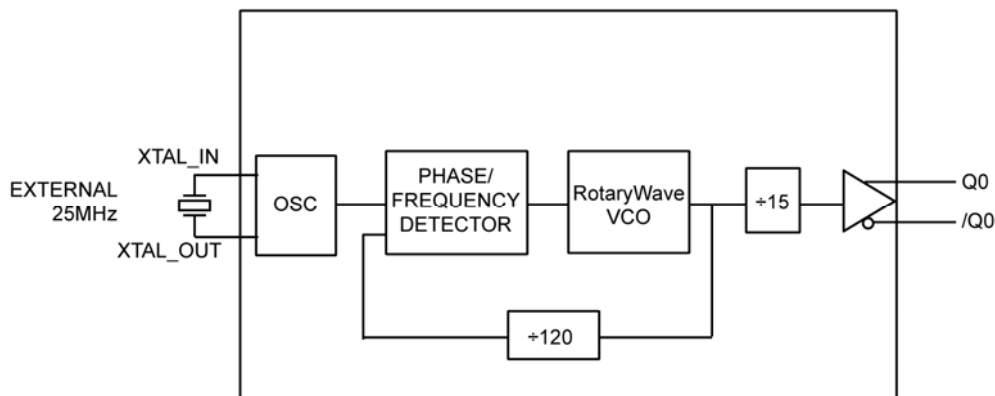 XTAL_IN
EXTERNAL
25MHz
XTAL_OUT
OSC
PHASE/
FREQUENCY
DETECTOR
RotaryWave
VCO
÷15
Q0
/Q0
÷120